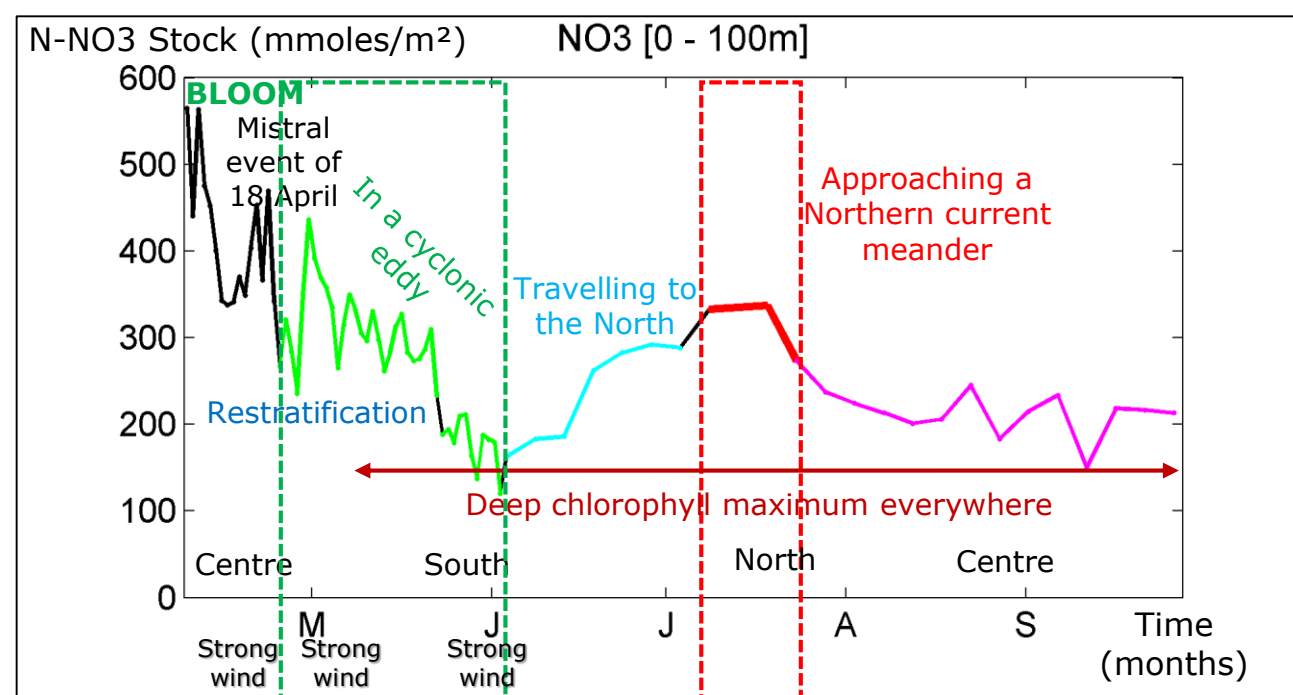 N-NO3 Stock (mmoles/m²)
NO3 [0 - 100m]
600
500
400
300
200
100
0
BLOOM
Mistral
event of
18 April
In a cyclonic
eddy
Restratification
Travelling to
the North
Approaching a
Northern current
meander
Deep chlorophyll maximum everywhere
Centre
South
North
Centre
M
J
J
A
S
Time
(months)
Strong
wind
Strong
wind
Strong
wind